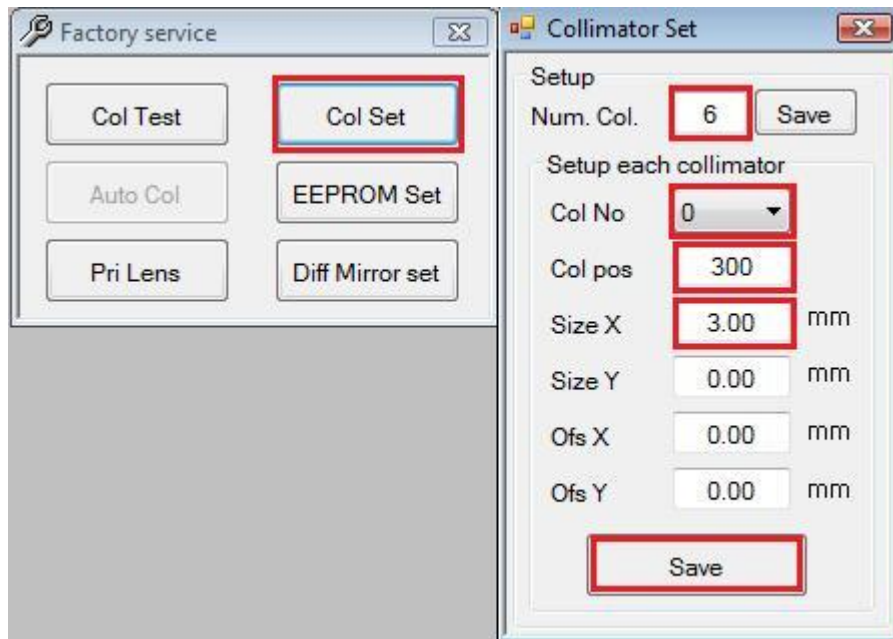 Factory service
Col Test
Col Set
Auto Col
EEPROM Set
Pri Lens
Diff Mirror set
Collimator Set
Setup
Num. Col. 6 Save
Setup each collimator
Col No 0
Col pos 300
Size X 3.00 mm
Size Y 0.00 mm
Ofs X 0.00 mm
Ofs Y 0.00 mm
Save